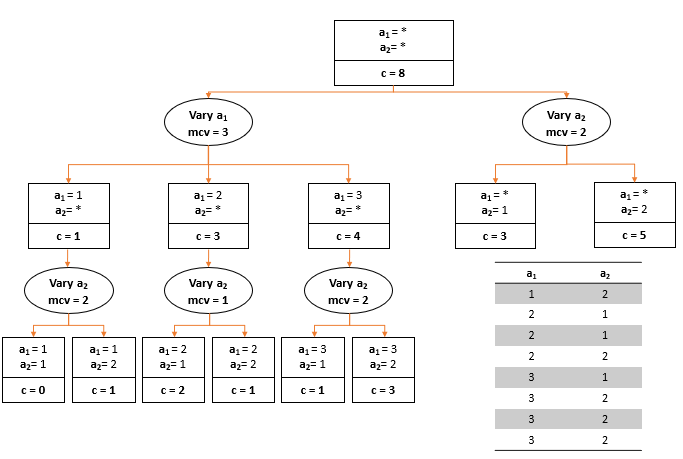 a₁ = *
a₂= *
c = 8
Vary a₁
mcv = 3
Vary a₂
mcv = 2
a₁ = 1
a₂= *
c = 1
a₁ = 2
a₂= *
c = 3
a₁ = 3
a₂= *
c = 4
a₁ = *
a₂= 1
c = 3
a₁ = *
a₂= 2
c = 5
Vary a₂
mcv = 2
Vary a₂
mcv = 1
Vary a₂
mcv = 2
a₁ = 1
a₂= 1
c = 0
a₁ = 1
a₂= 2
c = 1
a₁ = 2
a₂= 1
c = 2
a₁ = 2
a₂= 2
c = 1
a₁ = 3
a₂= 1
c = 1
a₁ = 3
a₂= 2
c = 3
a₁ a₂
1 2
2 1
2 1
2 2
3 1
3 2
3 2
3 2